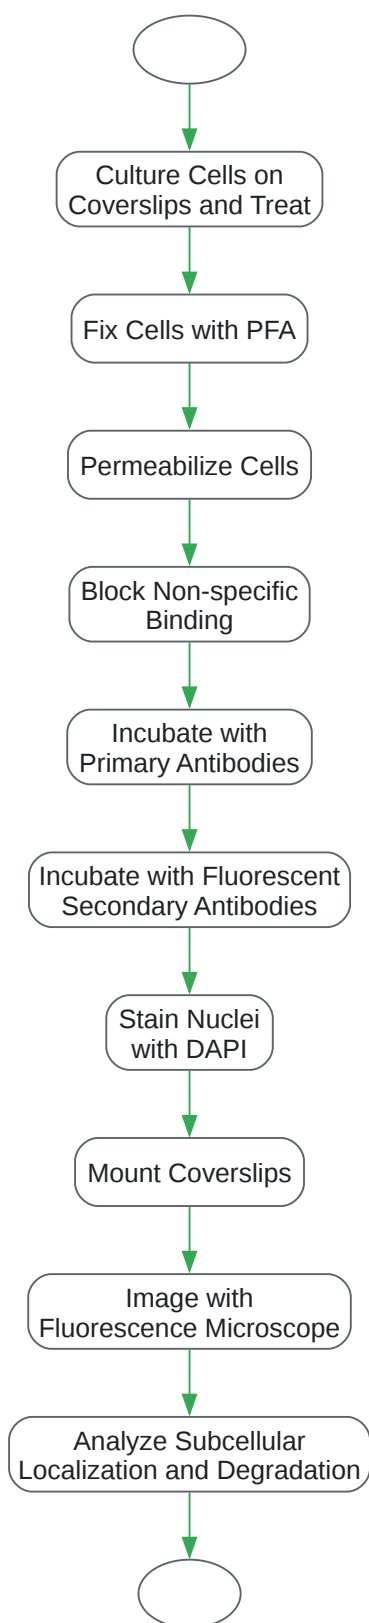 Culture Cells on
Coverslips and Treat
Fix Cells with PFA
Permeabilize Cells
Block Non-specific
Binding
Incubate with
Primary Antibodies
Incubate with Fluorescent
Secondary Antibodies
Stain Nuclei
with DAPI
Mount Coverslips
Image with
Fluorescence Microscope
Analyze Subcellular
Localization and Degradation